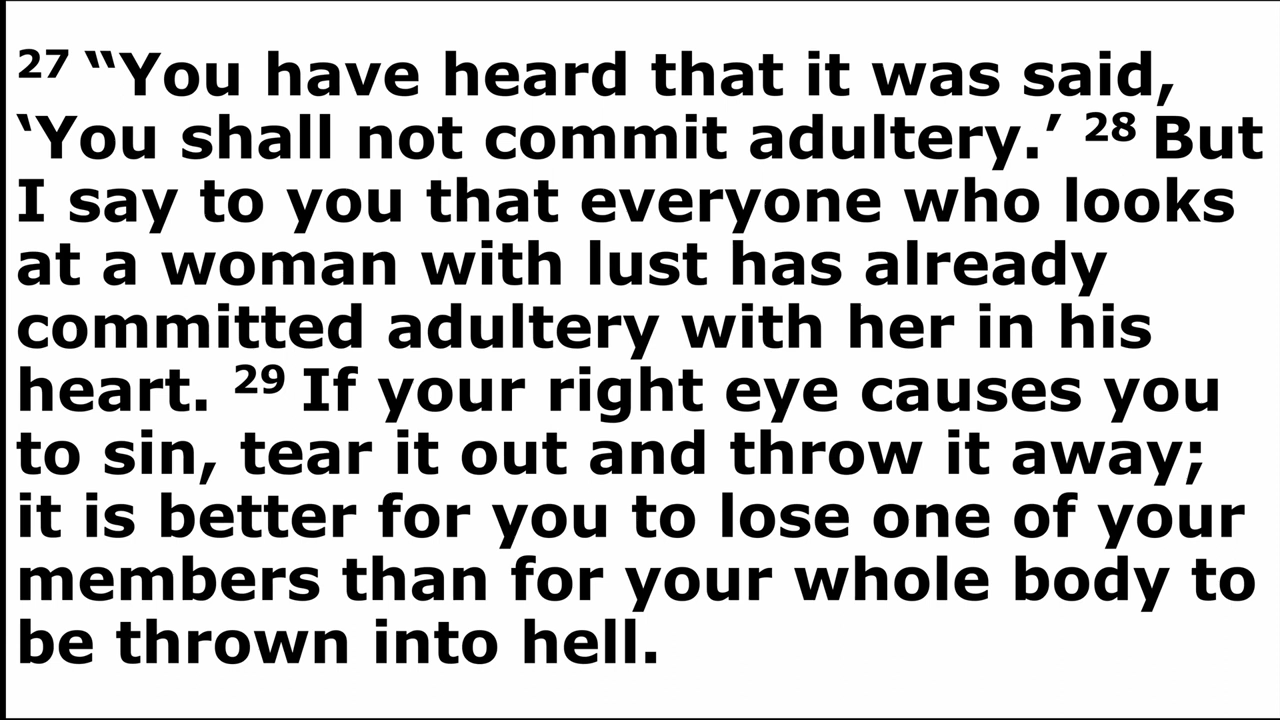 27 “You have heard that it was said,
‘You shall not commit adultery.’ 28 But
I say to you that everyone who looks
at a woman with lust has already
committed adultery with her in his
heart. 29 If your right eye causes you
to sin, tear it out and throw it away;
it is better for you to lose one of your
members than for your whole body to
be thrown into hell.